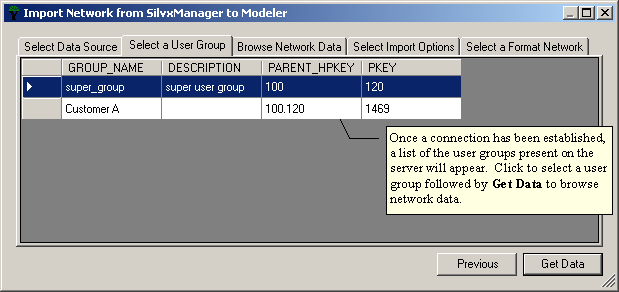 Import Network from SilvxManager to Modeler
Select Data Source Select a User Group Browse Network Data Select Import Options Select a Format Network
GROUP_NAME DESCRIPTION PARENT_HPKEY PKEY
super_group super user group 100 120
Customer A 100.120 1469
Once a connection has been established,
a list of the user groups present on the
server will appear. Click to select a user
group followed by Get Data to browse
network data.
Previous Get Data